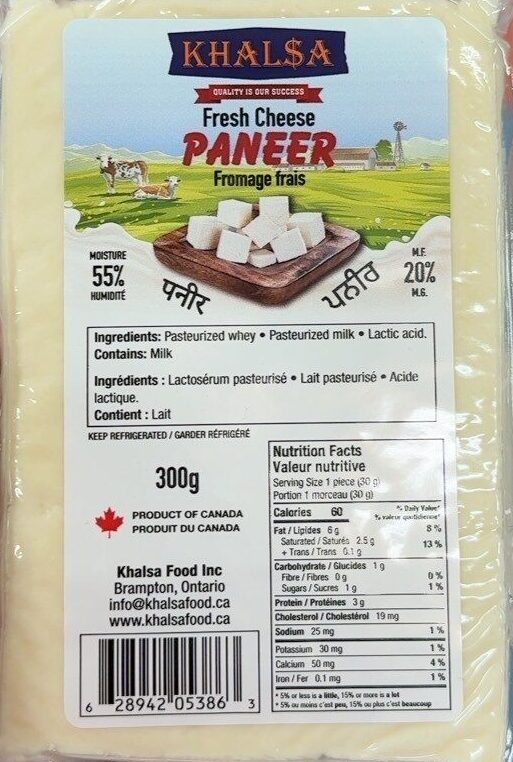 KHAL$A
QUALITY IS OUR SUCCESS
Fresh Cheese
PANEER
Fromage frais
MOISTURE
55%
HUMIDITÉ
पनीर
ਪਨੀਰ
M.F.
20%
M.G.
Ingredients: Pasteurized whey • Pasteurized milk • Lactic acid.
Contains: Milk
Ingrédients : Lactosérum pasteurisé • Lait pasteurisé • Acide
lactique.
Contient : Lait
KEEP REFRIGERATED / GARDER RÉFRIGÉRÉ
300g
PRODUCT OF CANADA
PRODUIT DU CANADA
Khalsa Food Inc
Brampton, Ontario
info@khalsafood.ca
www.khalsafood.ca
6 28942 05386 3
Nutrition Facts
Valeur nutritive
Serving Size 1 piece (30 g)
Portion 1 morceau (30 g)
Calories 60
% Daily Value*
% valeur quotidienne*
Fat / Lipides 6 g 8 %
Saturated / Saturés 2.5 g
+ Trans / Trans 0.1 g 13 %
Carbohydrate / Glucides 1 g
Fibre / Fibres 0 g 0 %
Sugars / Sucres 1 g 1 %
Protein / Protéines 3 g
Cholesterol / Cholestérol 19 mg
Sodium 25 mg 1 %
Potassium 30 mg 1 %
Calcium 50 mg 4 %
Iron / Fer 0.1 mg 1 %
* 5% or less is a little, 15% or more is a lot
* 5% ou moins c'est peu, 15% ou plus c'est beaucoup